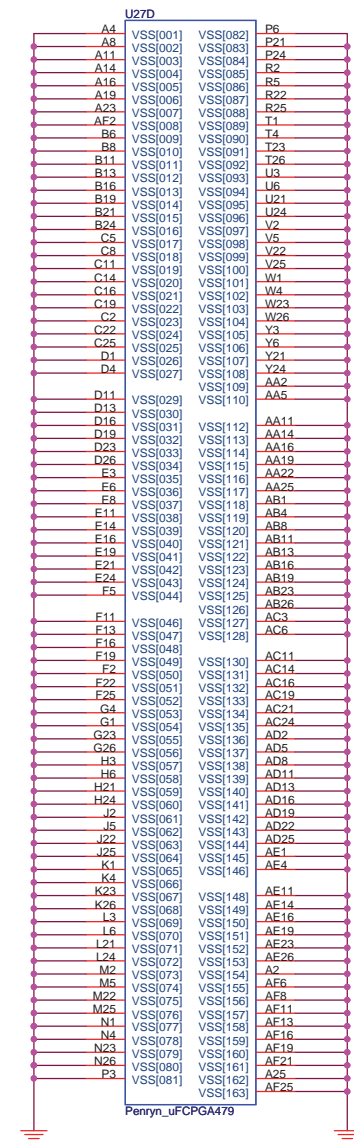 U27D
A4 VSS[001] VSS[082] P6
A8 VSS[002] VSS[083] P21
A11 VSS[003] VSS[084] P24
A14 VSS[004] VSS[085] R2
A16 VSS[005] VSS[086] R5
A19 VSS[006] VSS[087] R22
A23 VSS[007] VSS[088] R25
AF2 VSS[008] VSS[089] T1
B6 VSS[009] VSS[090] T4
B8 VSS[010] VSS[091] T23
B11 VSS[011] VSS[092] T26
B13 VSS[012] VSS[093] U3
B16 VSS[013] VSS[094] U6
B19 VSS[014] VSS[095] U21
B21 VSS[015] VSS[096] U24
B24 VSS[016] VSS[097] V2
C5 VSS[017] VSS[098] V5
C8 VSS[018] VSS[099] V22
C11 VSS[019] VSS[100] V25
C14 VSS[020] VSS[101] W1
C16 VSS[021] VSS[102] W4
C19 VSS[022] VSS[103] W23
C2 VSS[023] VSS[104] W26
C22 VSS[024] VSS[105] Y3
C25 VSS[025] VSS[106] Y6
D1 VSS[026] VSS[107] Y21
D4 VSS[027] VSS[108] Y24
VSS[109] AA2
D11 VSS[029] VSS[110] AA5
D13 VSS[030]
D16 VSS[031] VSS[112] AA11
D19 VSS[032] VSS[113] AA14
D23 VSS[033] VSS[114] AA16
D26 VSS[034] VSS[115] AA19
E3 VSS[035] VSS[116] AA22
E6 VSS[036] VSS[117] AA25
E8 VSS[037] VSS[118] AB1
E11 VSS[038] VSS[119] AB4
E14 VSS[039] VSS[120] AB8
E16 VSS[040] VSS[121] AB11
E19 VSS[041] VSS[122] AB13
E21 VSS[042] VSS[123] AB16
E24 VSS[043] VSS[124] AB19
F5 VSS[044] VSS[125] AB23
VSS[126] AB26
F11 VSS[046] VSS[127] AC3
F13 VSS[047] VSS[128] AC6
F16 VSS[048]
F19 VSS[049] VSS[130] AC11
F2 VSS[050] VSS[131] AC14
F22 VSS[051] VSS[132] AC16
F25 VSS[052] VSS[133] AC19
G4 VSS[053] VSS[134] AC21
G1 VSS[054] VSS[135] AC24
G23 VSS[055] VSS[136] AD2
G26 VSS[056] VSS[137] AD5
H3 VSS[057] VSS[138] AD8
H6 VSS[058] VSS[139] AD11
H21 VSS[059] VSS[140] AD13
H24 VSS[060] VSS[141] AD16
J2 VSS[061] VSS[142] AD19
J5 VSS[062] VSS[143] AD22
J22 VSS[063] VSS[144] AD25
J25 VSS[064] VSS[145] AE1
K1 VSS[065] VSS[146] AE4
K4 VSS[066]
K23 VSS[067] VSS[148] AE11
K26 VSS[068] VSS[149] AE14
L3 VSS[069] VSS[150] AE16
L6 VSS[070] VSS[151] AE19
L21 VSS[071] VSS[152] AE23
L24 VSS[072] VSS[153] AE26
M2 VSS[073] VSS[154] A2
M5 VSS[074] VSS[155] AF6
M22 VSS[075] VSS[156] AF8
M25 VSS[076] VSS[157] AF11
N1 VSS[077] VSS[158] AF13
N4 VSS[078] VSS[159] AF16
N23 VSS[079] VSS[160] AF19
N26 VSS[080] VSS[161] AF21
P3 VSS[081] VSS[162] A25
VSS[163] AF25
Penryn_uFCPGA479